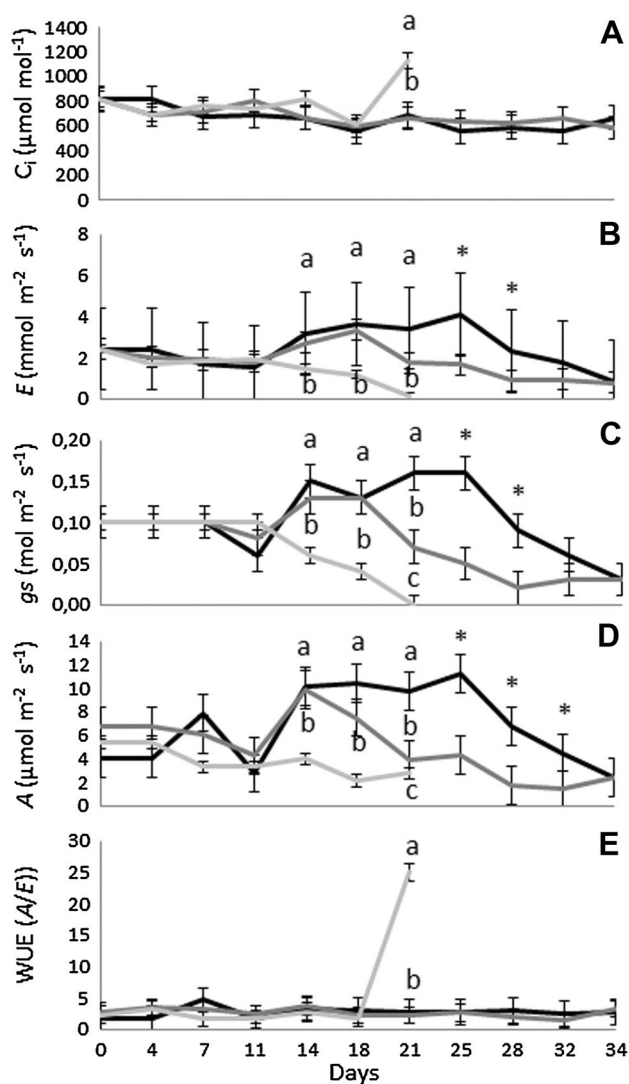 A
C_i (µmol mol⁻¹)
1400
1200
1000
800
600
400
200
0
a
b
B
E (mmol m⁻² s⁻¹)
8
6
4
2
0
a a a * *
b b b
C
gs (mol m⁻² s⁻¹)
0,20
0,15
0,10
0,05
0,00
a a a * *
b b b
c
D
A (µmol m⁻² s⁻¹)
14
12
10
8
6
4
2
0
a a a * * *
b b b
c
E
WUE (A/E)
30
25
20
15
10
5
0
a
b
0 4 7 11 14 18 21 25 28 32 34
Days